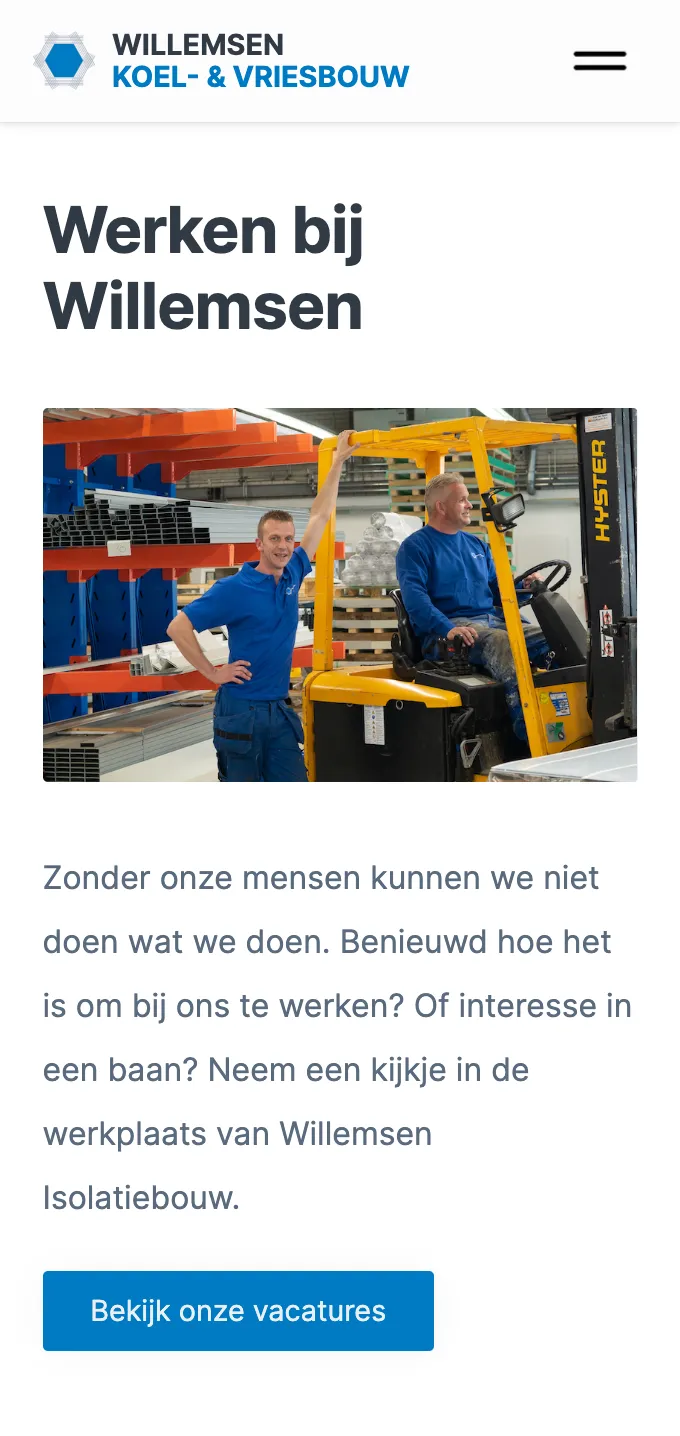 WILLEMSEN
KOEL- & VRIESBOUW
Werken bij
Willemsen
HYSTER
Zonder onze mensen kunnen we niet
doen wat we doen. Benieuwd hoe het
is om bij ons te werken? Of interesse in
een baan? Neem een kijkje in de
werkplaats van Willemsen
Isolatiebouw.
Bekijk onze vacatures